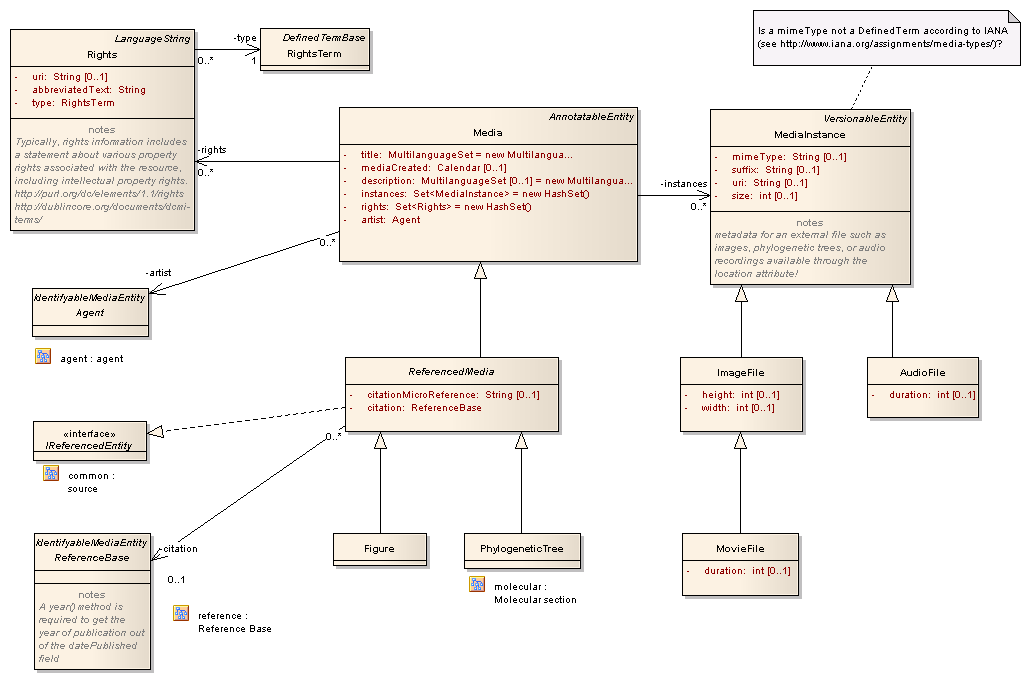 LanguageString
Rights
- uri: String [0..1]
- abbreviatedText: String
- type: RightsTerm
notes
Typically, rights information includes
a statement about various property
rights associated with the resource,
including intellectual property rights.
http://purl.org/dc/elements/1.1/rights
http://dublincore.org/documents/dcmi-
terms/
-type
0..*
1
DefinedTermBase
RightsTerm
Is a mimeType not a DefinedTerm according to IANA
(see http://www.iana.org/assignments/media-types/)?
AnnotatableEntity
Media
- title: MultilanguageSet = new Multilangua...
- mediaCreated: Calendar [0..1]
- description: MultilanguageSet [0..1] = new Multilangua...
- instances: Set<MediaInstance> = new HashSet()
- rights: Set<Rights> = new HashSet()
- artist: Agent
-rights
0..*
-instances
0..*
VersionableEntity
MediaInstance
- mimeType: String [0..1]
- suffix: String [0..1]
- uri: String [0..1]
- size: int [0..1]
notes
metadata for an external file such as
images, phylogenetic trees, or audio
recordings available through the
location attribute!
0..*
-artist
IdentifyableMediaEntity
Agent
agent : agent
ReferencedMedia
- citationMicroReference: String [0..1]
- citation: ReferenceBase
0..*
ImageFile
- height: int [0..1]
- width: int [0..1]
AudioFile
- duration: int [0..1]
«interface»
IReferencedEntity
common :
source
IdentifyableMediaEntity
ReferenceBase
notes
A year() method is
required to get the
year of publication out
of the datePublished
field
-citation
0..1
reference :
Reference Base
Figure
PhylogeneticTree
molecular :
Molecular section
MovieFile
- duration: int [0..1]